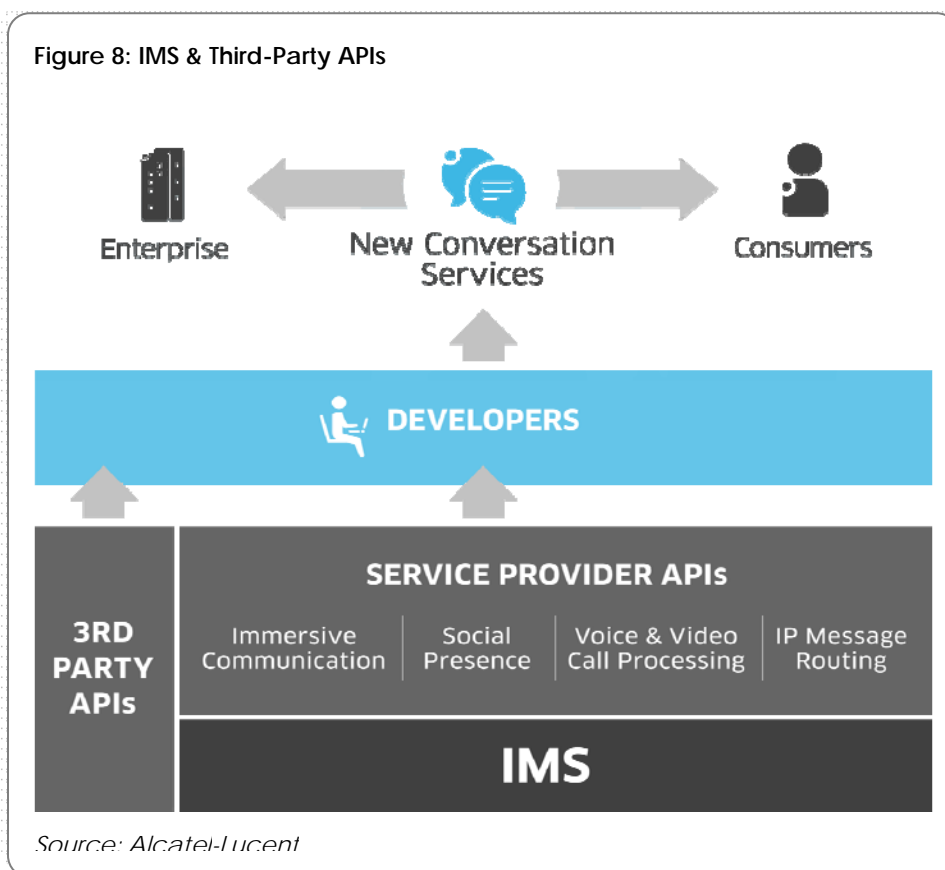 Figure 8: IMS & Third-Party APIs
Enterprise
New Conversation
Services
Consumers
DEVELOPERS
3RD
PARTY
APIs
SERVICE PROVIDER APIs
Immersive
Communication
Social
Presence
Voice & Video
Call Processing
IP Message
Routing
IMS
Source: Alcatel-Lucent